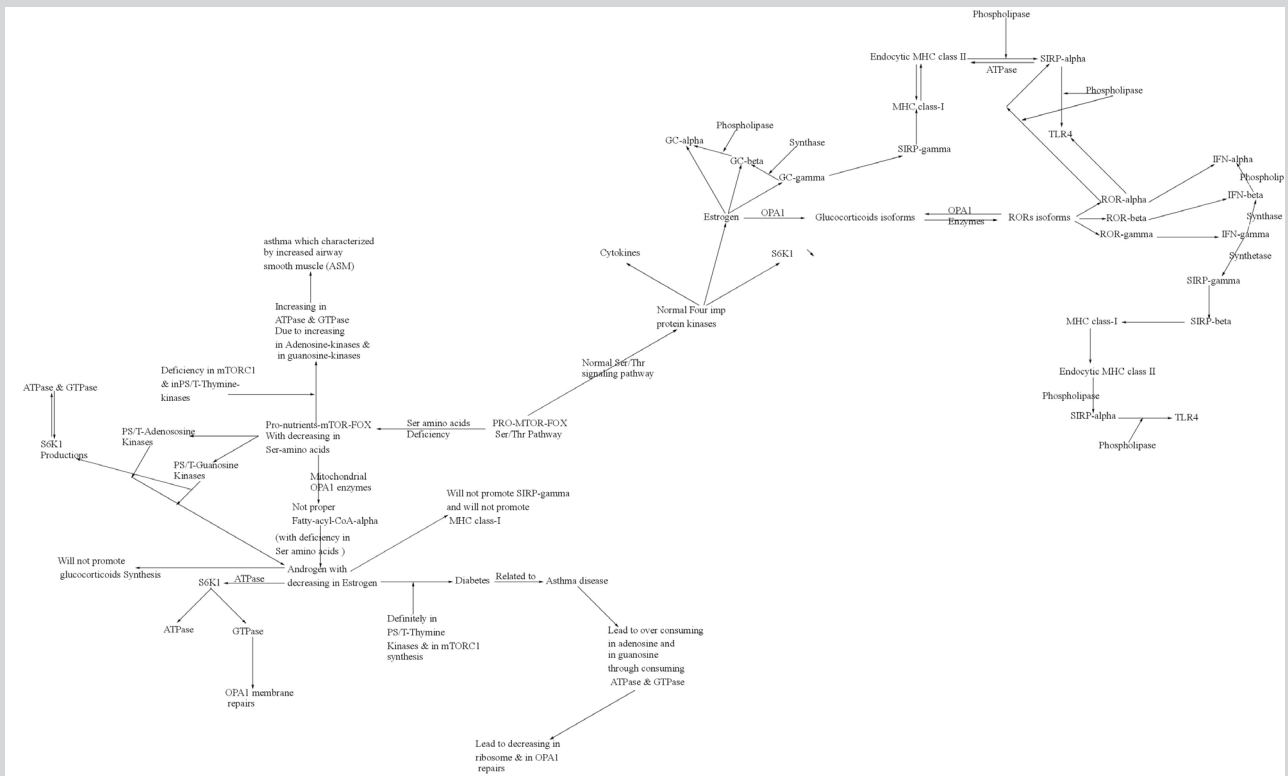 Phospholipase
Endocytic MHC class II
ATPase
SIRP-alpha
Phospholipase
MHC class-I
TLR4
Phospholipase
Synthase
GC-alpha
GC-beta
GC-gamma
SIRP-gamma
IFN-alpha
Phospholip
ROR-alpha
IFN-beta
Estrogen
OPA1
Glucocorticoids isoforms
OPA1
Enzymes
RORs isoforms
ROR-beta
Synthase
ROR-gamma
IFN-gamma
asthma which characterized
by increased airway
smooth muscle (ASM)
Cytokines
S6K1
Synthetase
SIRP-gamma
Increasing in
ATPase & GTPase
Due to increasing
in Adenosine-kinases &
in guanosine-kinases
Normal Four imp
protein kinases
MHC class-I
SIRP-beta
Normal Ser/Thr
signaling pathway
Endocytic MHC class II
Deficiency in mTORC1
& inPS/T-Thymine-
kinases
ATPase & GTPase
Phospholipase
SIRP-alpha
TLR4
Phospholipase
Pro-nutrients-mTOR-FOX
With decreasing in
Ser-amino acids
Ser amino acids
Deficiency
PRO-MTOR-FOX
Ser/Thr Pathway
PS/T-Adenososing
Kinases
S6K1
Productions
PS/T-Guanosine
Kinases
Mitochondrial
OPA1 enzymes
Not proper
Fatty-acyl-CoA-alpha
(with deficiency in
Ser amino acids )
Will not promote SIRP-gamma
and will not promote
MHC class-I
Will not promote
glucocorticoids Synthesis
Androgen with
decreasing in Estrogen
ATPase
S6K1
Diabetes
Related to
Asthma disease
ATPase
GTPase
Definitely in
PS/T-Thymine
Kinases & in mTORC1
synthesis
Lead to over consuming
in adenosine and
in guanosine
through consuming
ATPase & GTPase
OPA1 membrane
repairs
Lead to decreasing in
ribosome & in OPA1
repairs